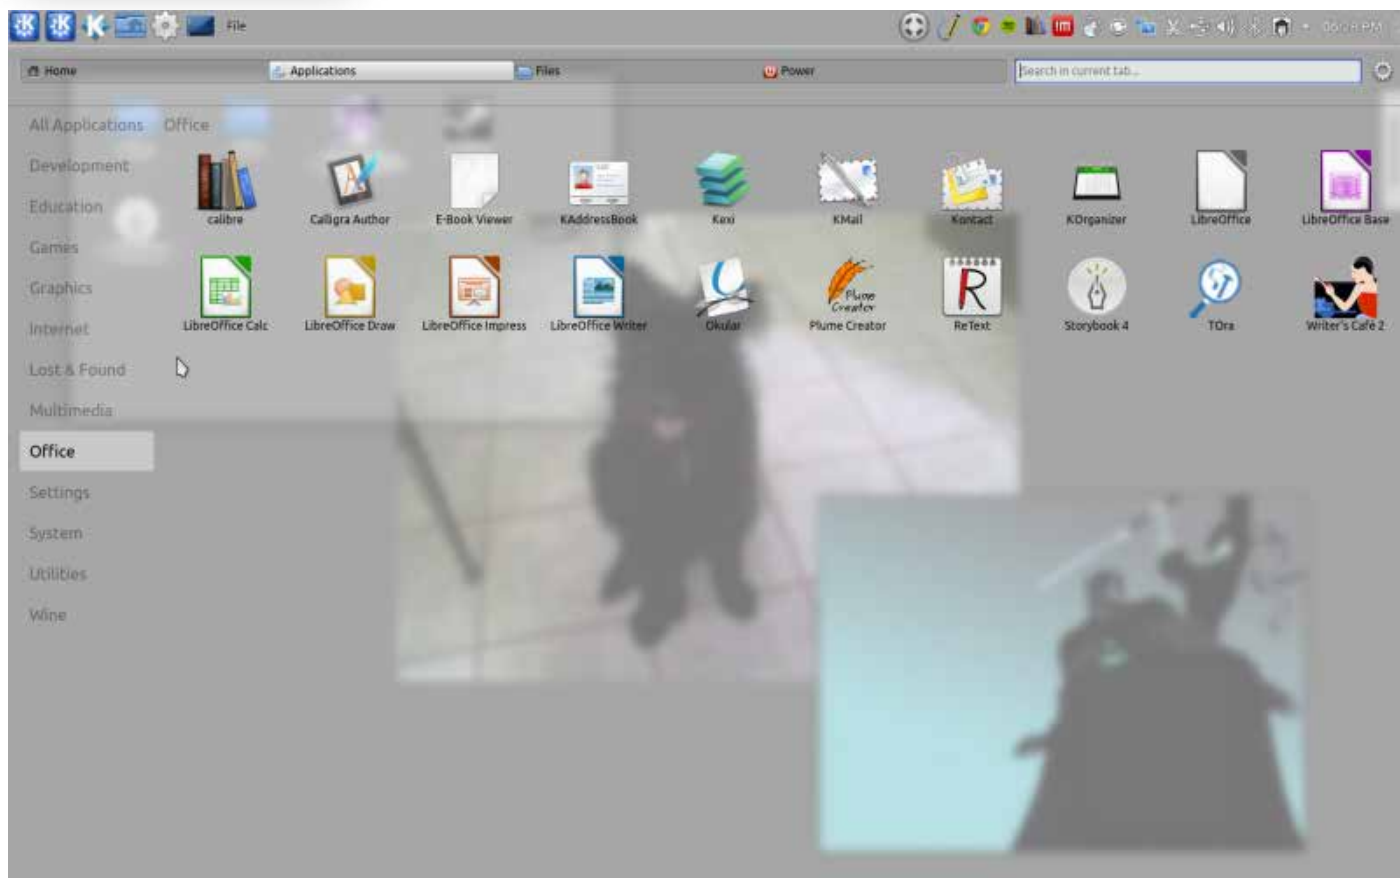 File
Home Applications Files Power Search in current tab...
All Applications Office
Development
Education
Games
Graphics
Internet
Lost & Found
Multimedia
Office
Settings
System
Utilities
Wine
calibre Calligra Author E-Book Viewer KAddressBook Kexi KMail Kontact KOrganizer LibreOffice LibreOffice Base
Plume
Creator
R
LibreOffice Calc LibreOffice Draw LibreOffice Impress LibreOffice Writer Okular Plume Creator ReText Storybook 4 TOra Writer's Café 2